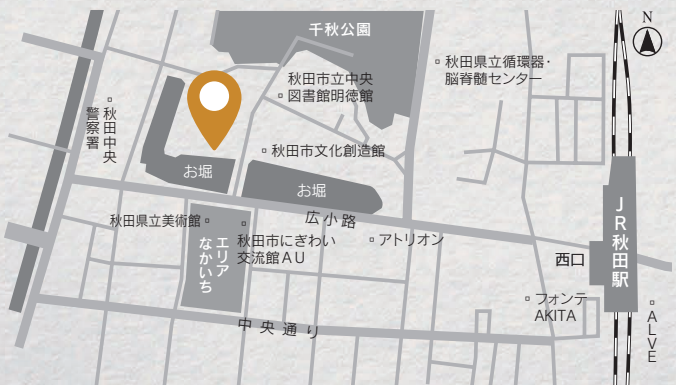 千秋公園
N
秋田県立循環器・
脳脊髄センター
秋田市立中央
図書館明徳館
秋田中央
警察署
秋田市文化創造館
お堀
お堀
広小路
秋田県立美術館
エリア
なかいち
秋田市にぎわい
交流館AU
アトリオン
西口
JR秋田駅
フォンテ
AKITA
ALVE
中央通り